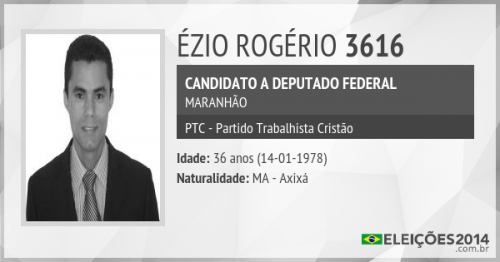 ÉZIO ROGÉRIO 3616
CANDIDATO A DEPUTADO FEDERAL
MARANHÃO
PTC - Partido Trabalhista Cristão
Idade: 36 anos (14-01-1978)
Naturalidade: MA - Axixá
ELEIÇÕES2014
.com.br